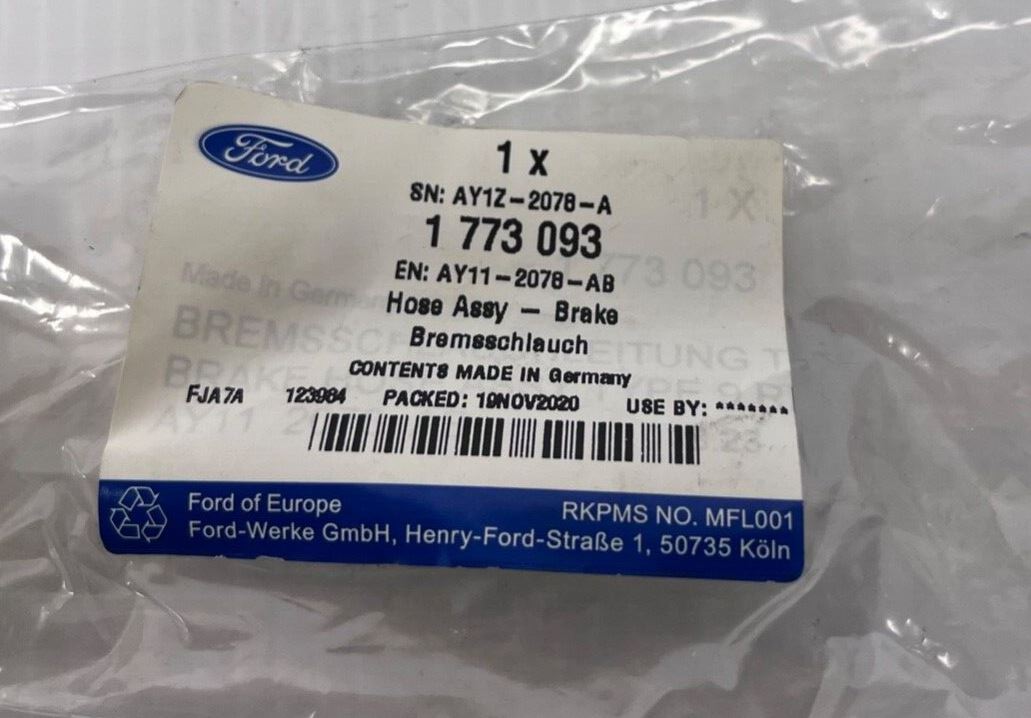 Ford
1 X
SN: AY1Z-2078-A
1 773 093
EN: AY11-2078-AB
Hose Assy - Brake
Bremsschlauch
CONTENTS MADE IN Germany
FJA7A 123984 PACKED: 19NOV2020 USE BY: *******
Ford of Europe
RKPMS NO. MFL001
Ford-Werke GmbH, Henry-Ford-Straße 1, 50735 Köln